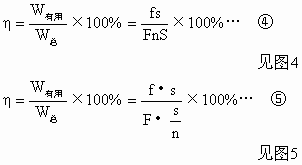 η = W有用/W总 ×100% = fs/FnS ×100%… ④
见图4
η = W有用/W总 ×100% = f·s/(F·s/n) ×100%… ⑤
见图5